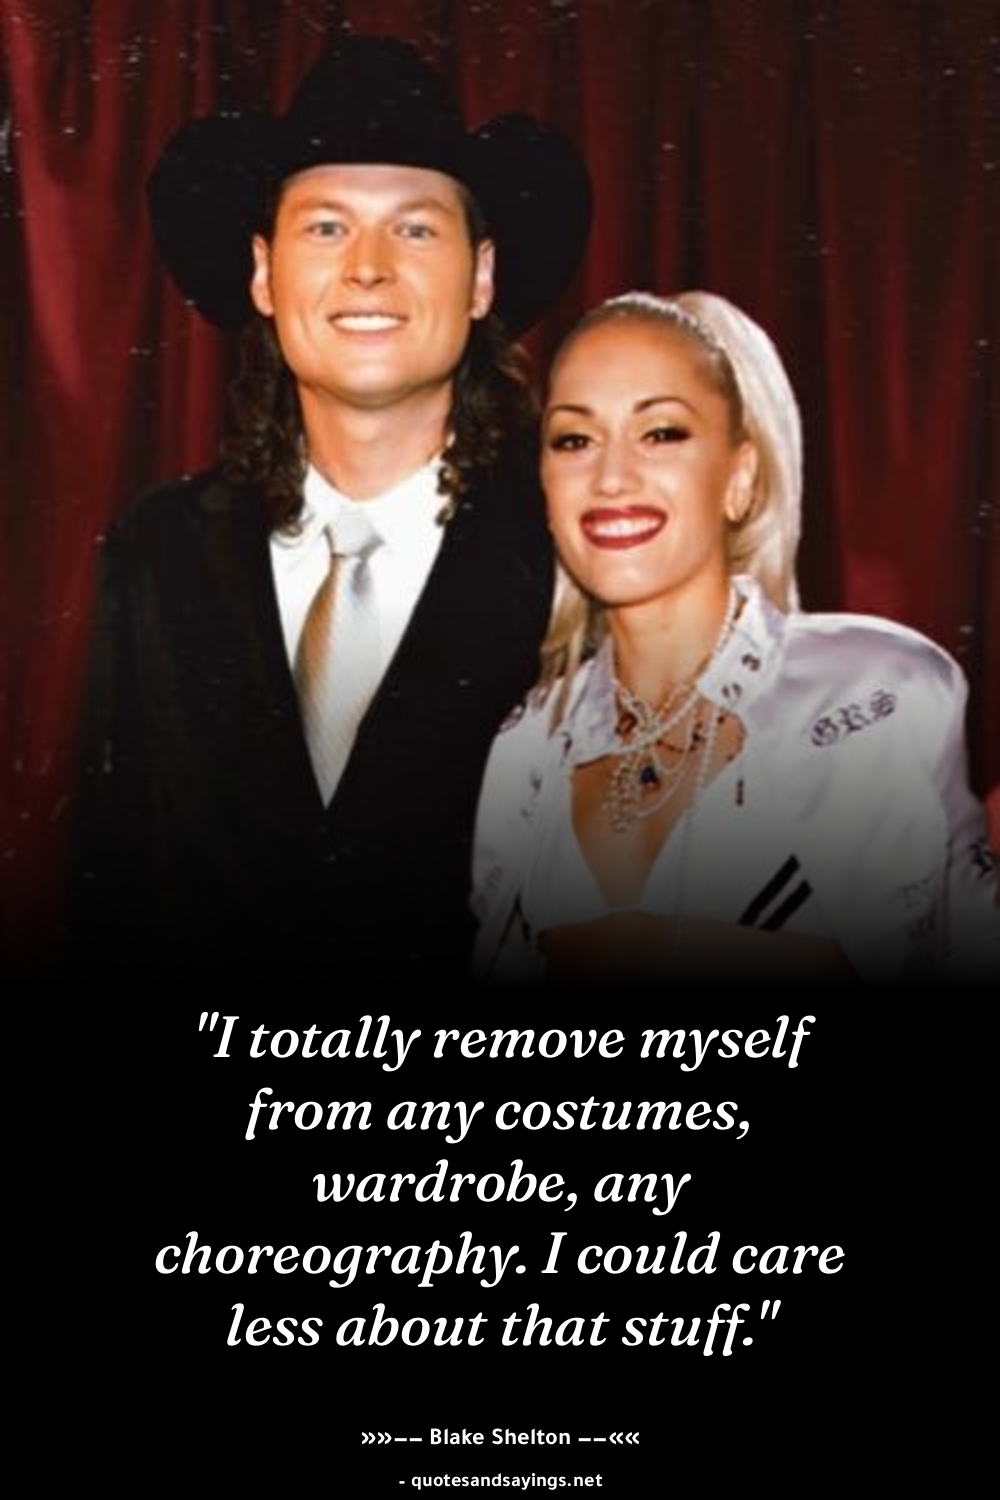 GRS
"I totally remove myself
from any costumes,
wardrobe, any
choreography. I could care
less about that stuff."
»»–– Blake Shelton ––««
- quotesandsayings.net